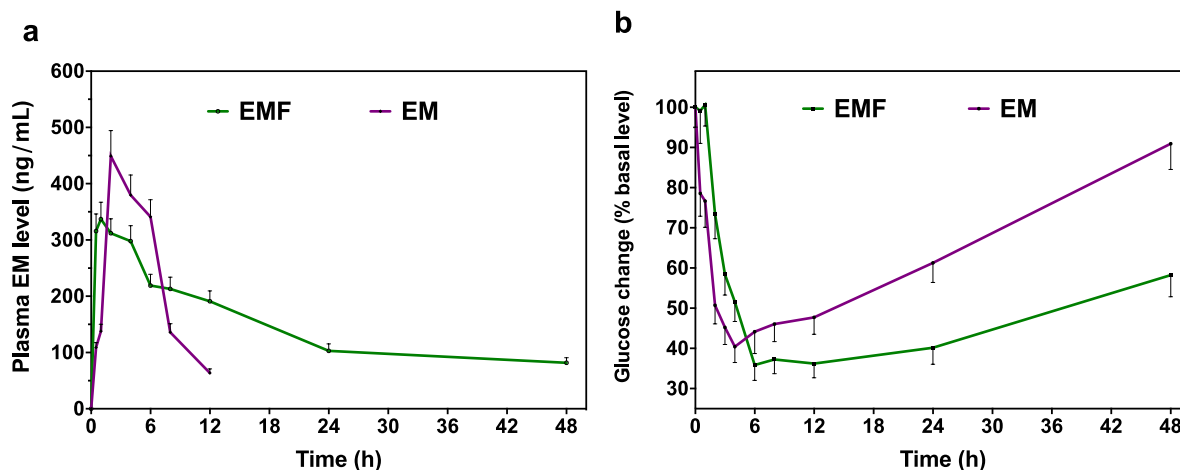 a
Plasma EM level (ng / mL)
600
500
400
300
200
100
0
EMF
EM
0 6 12 18 24 30 36 42 48
Time (h)
b
Glucose change (% basal level)
100
90
80
70
60
50
40
30
EMF
EM
0 6 12 18 24 30 36 42 48
Time (h)